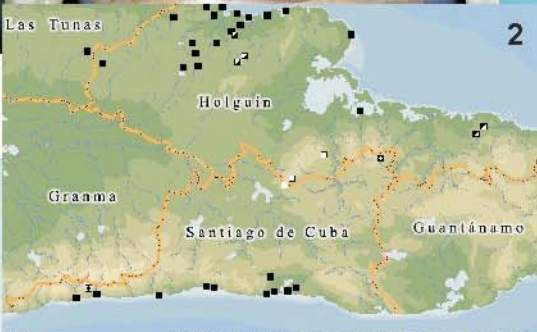 Las Tunas
2
Holguín
Granma
Santiago de Cuba
Guantánamo